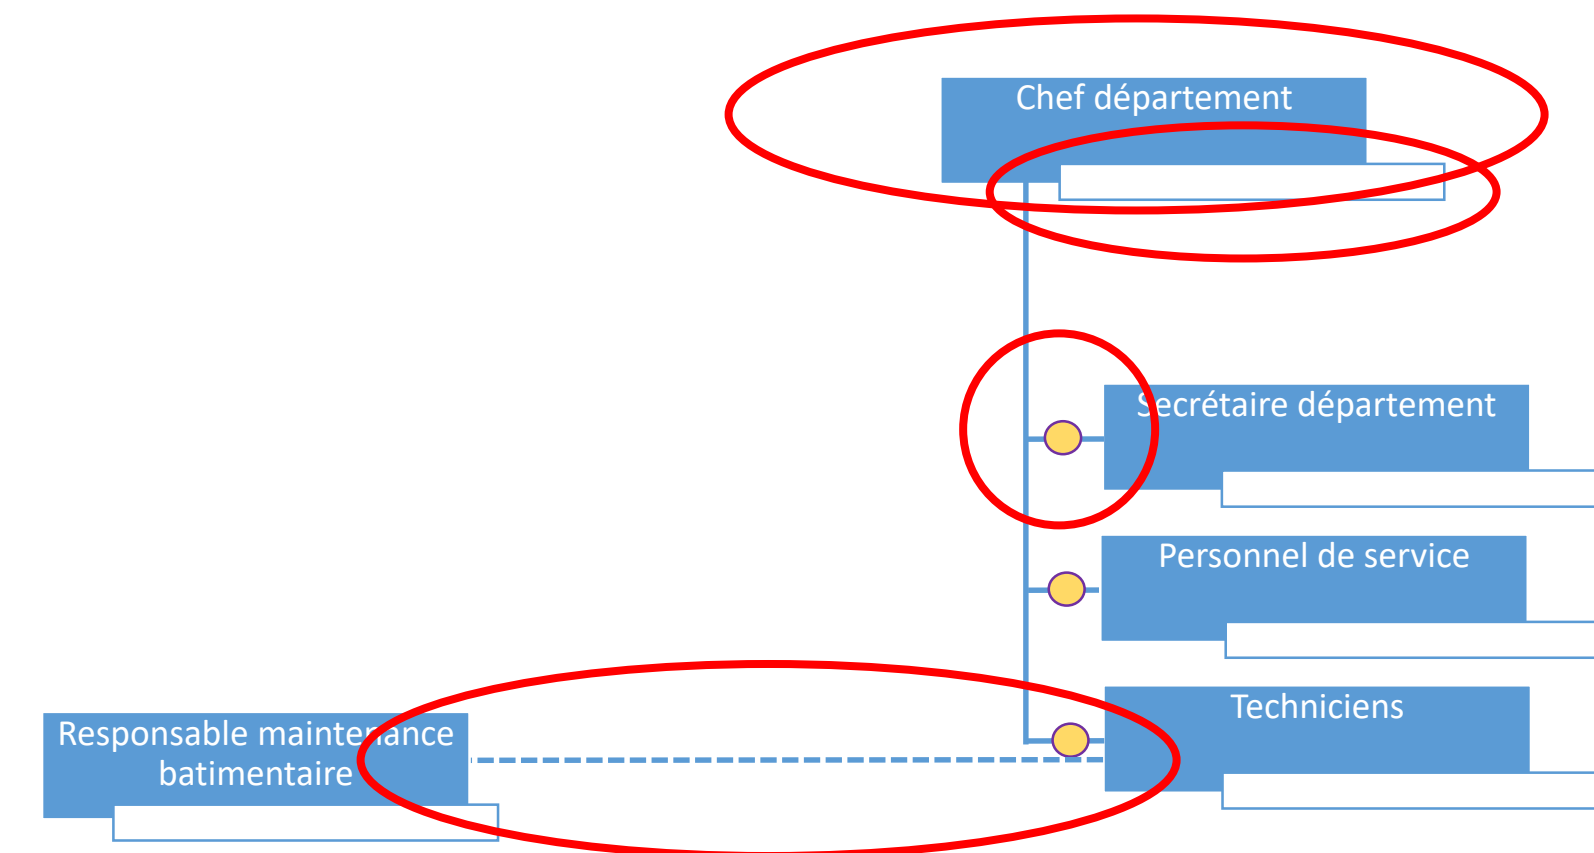 Chef département
Secrétaire département
Personnel de service
Techniciens
Responsable maintenance
batimentaire